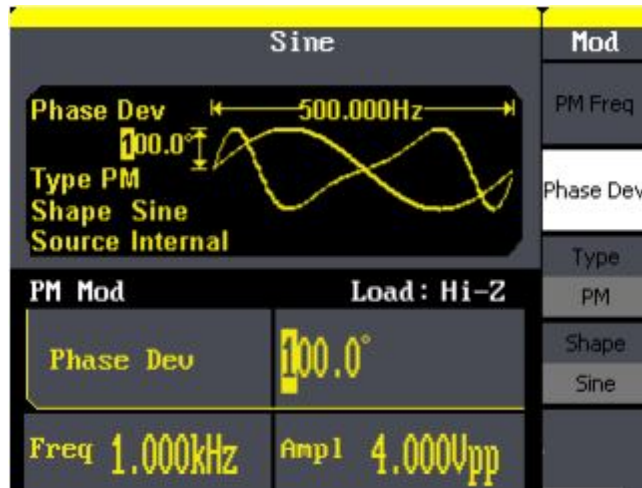 Sine
Mod
Phase Dev
500.000Hz
100.0°
Type PM
Shape Sine
Source Internal
PM Freq
Phase Dev
Type
PM
Shape
Sine
PM Mod
Load: Hi-Z
Phase Dev
100.0°
Freq 1.000kHz
Ampl 4.000Vpp